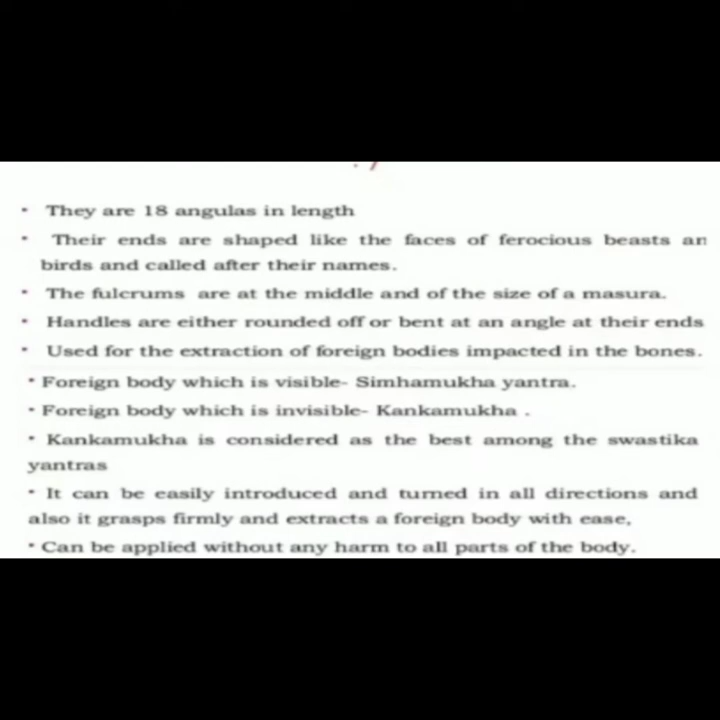 • They are 18 angulas in length
• Their ends are shaped like the faces of ferocious beasts an
birds and called after their names.
• The fulcrums are at the middle and of the size of a masura.
• Handles are either rounded off or bent at an angle at their ends
• Used for the extraction of foreign bodies impacted in the bones.
• Foreign body which is visible- Simhamukha yantra.
• Foreign body which is invisible- Kankamukha .
• Kankamukha is considered as the best among the swastika
yantras
• It can be easily introduced and turned in all directions and
also it grasps firmly and extracts a foreign body with ease,
• Can be applied without any harm to all parts of the body.